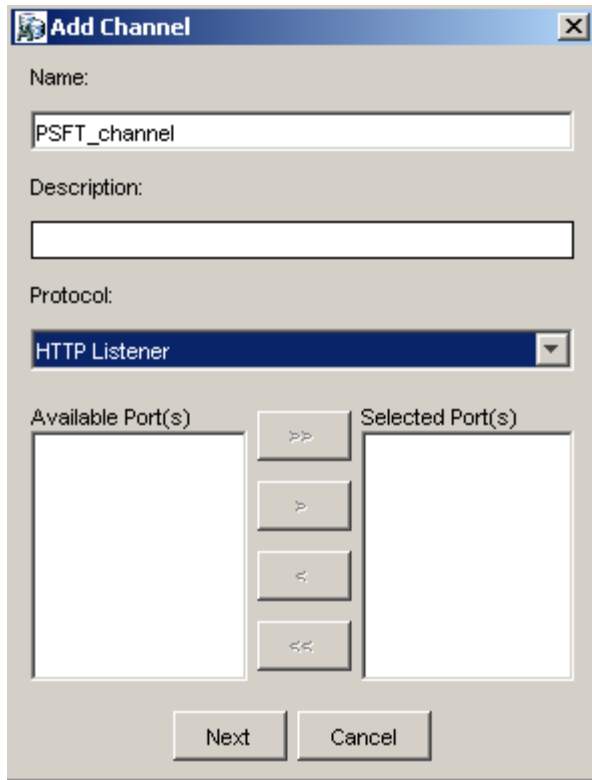 Add Channel
Name:
PSFT_channel
Description:
Protocol:
HTTP Listener
Available Port(s)
Selected Port(s)
>>
>
<
<<
Next
Cancel